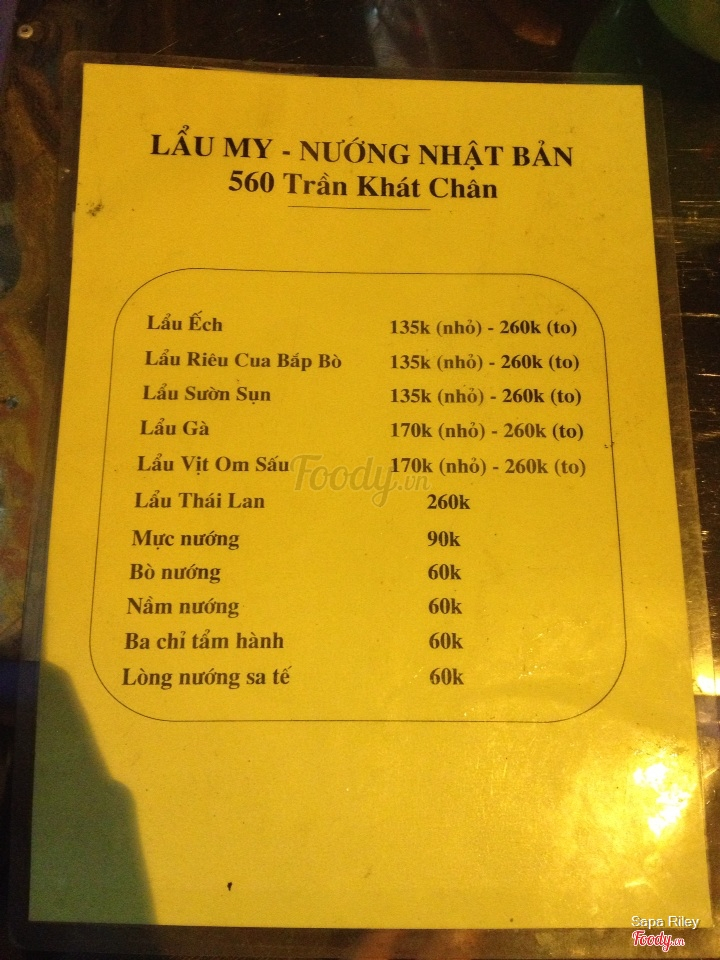 LẨU MY - NƯỚNG NHẬT BẢN
560 Trần Khát Chân
Lẩu Ếch 135k (nhỏ) - 260k (to)
Lẩu Riêu Cua Bắp Bò 135k (nhỏ) - 260k (to)
Lẩu Sườn Sụn 135k (nhỏ) - 260k (to)
Lẩu Gà 170k (nhỏ) - 260k (to)
Lẩu Vịt Om Sấu 170k (nhỏ) - 260k (to)
Foody.vn
Lẩu Thái Lan 260k
Mực nướng 90k
Bò nướng 60k
Nầm nướng 60k
Ba chỉ tẩm hành 60k
Lòng nướng sa tế 60k
Sapa Riley
Foody.vn